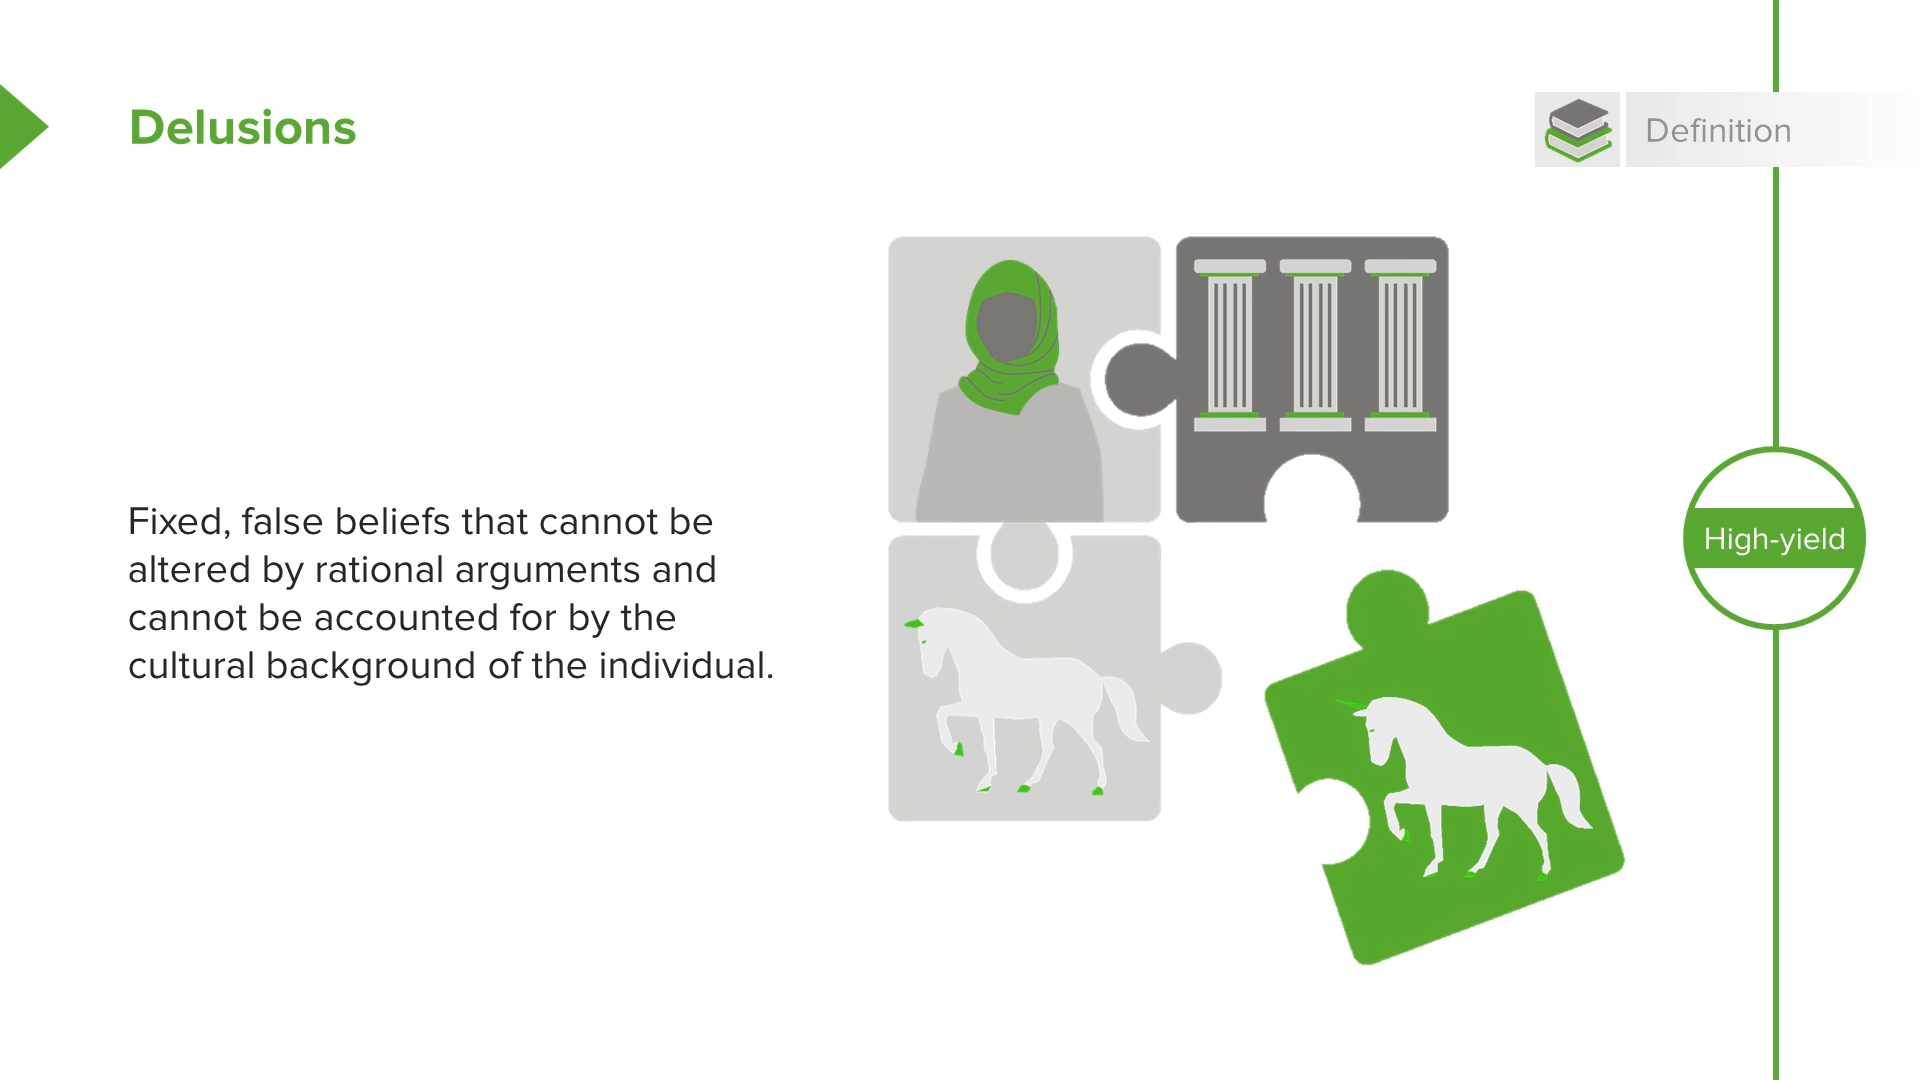 Delusions
Definition
Fixed, false beliefs that cannot be
altered by rational arguments and
cannot be accounted for by the
cultural background of the individual.
High-yield